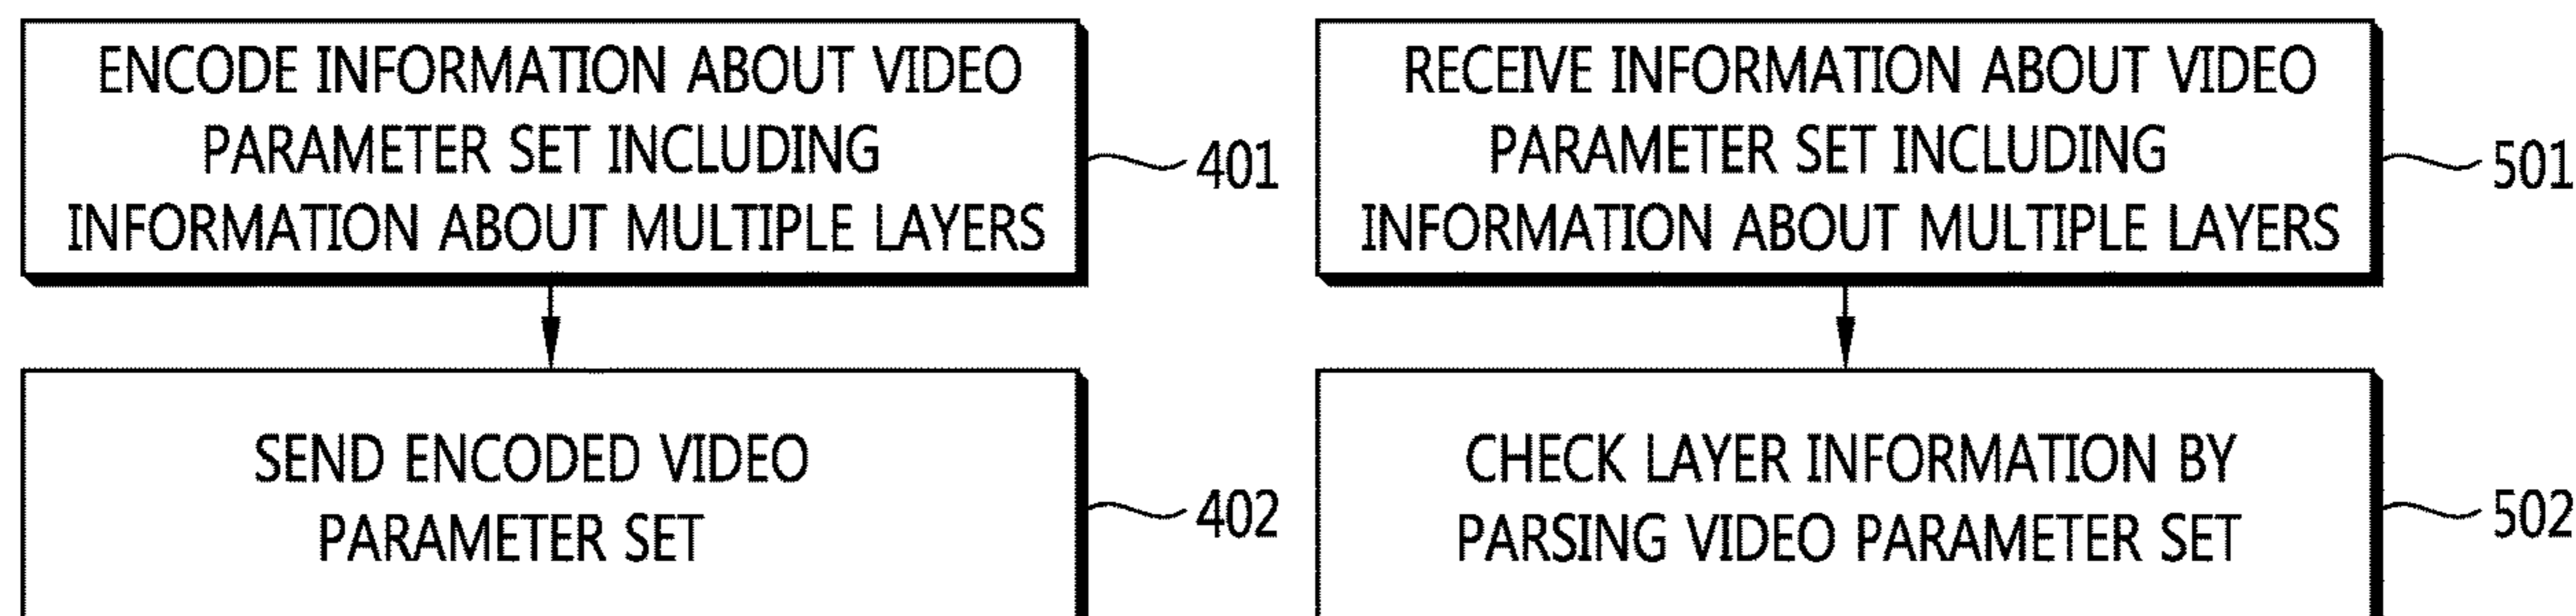 ENCODE INFORMATION ABOUT VIDEO
PARAMETER SET INCLUDING
INFORMATION ABOUT MULTIPLE LAYERS
401
SEND ENCODED VIDEO
PARAMETER SET
402
RECEIVE INFORMATION ABOUT VIDEO
PARAMETER SET INCLUDING
INFORMATION ABOUT MULTIPLE LAYERS
501
CHECK LAYER INFORMATION BY
PARSING VIDEO PARAMETER SET
502